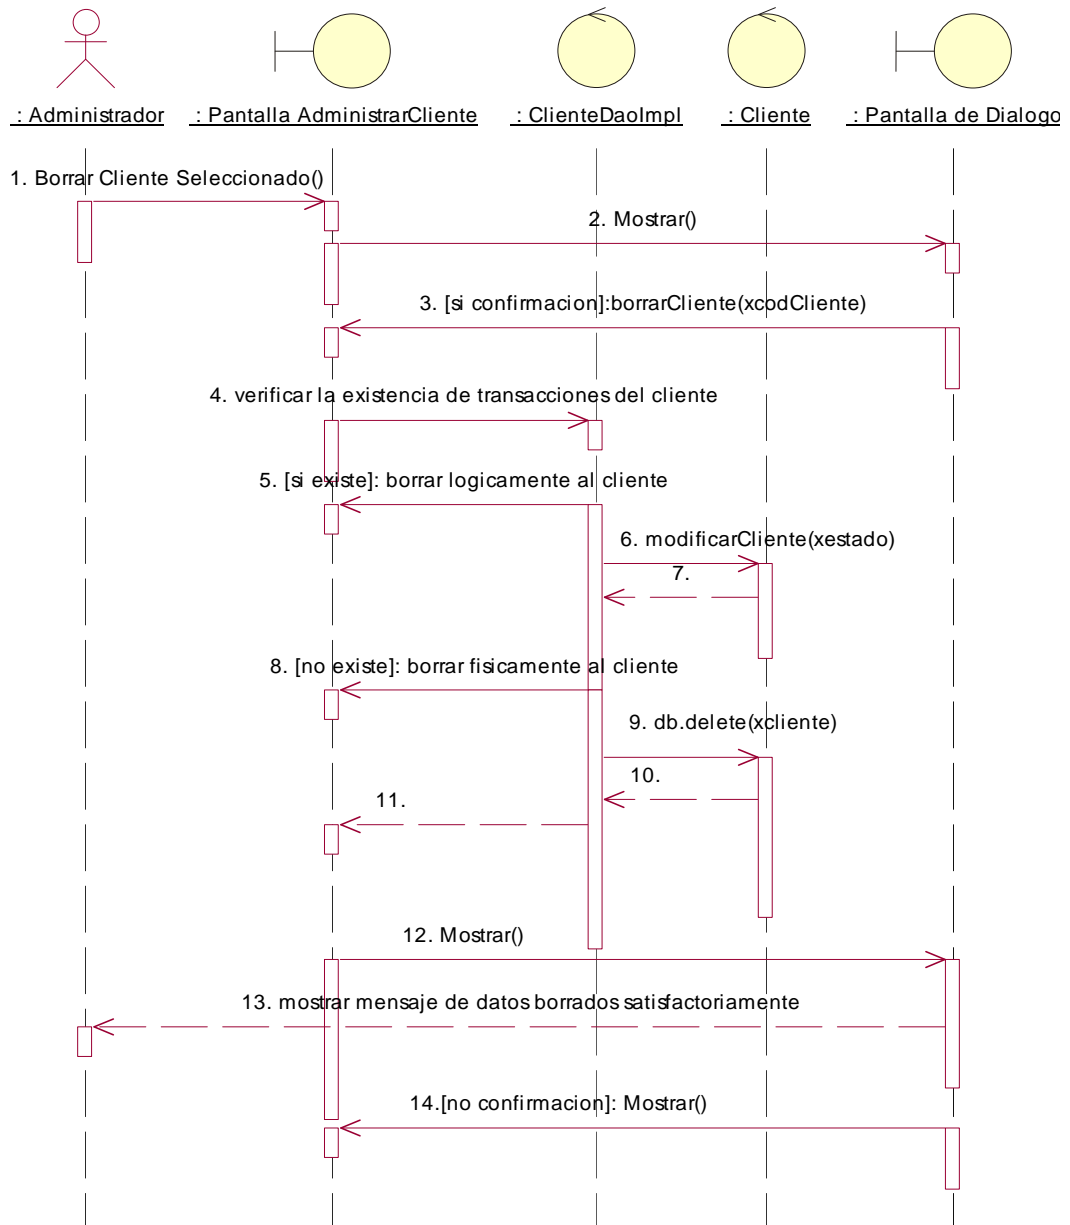 : Administrador
: Pantalla AdministrarCliente
: ClienteDaoImpl
: Cliente
: Pantalla de Dialogo
1. Borrar Cliente Seleccionado()
2. Mostrar()
3. [si confirmacion]:borrarCliente(xcodCliente)
4. verificar la existencia de transacciones del cliente
5. [si existe]: borrar logicamente al cliente
6. modificarCliente(xestado)
7.
8. [no existe]: borrar fisicamente al cliente
9. db.delete(xcliente)
10.
11.
12. Mostrar()
13. mostrar mensaje de datos borrados satisfactoriamente
14.[no confirmacion]: Mostrar()